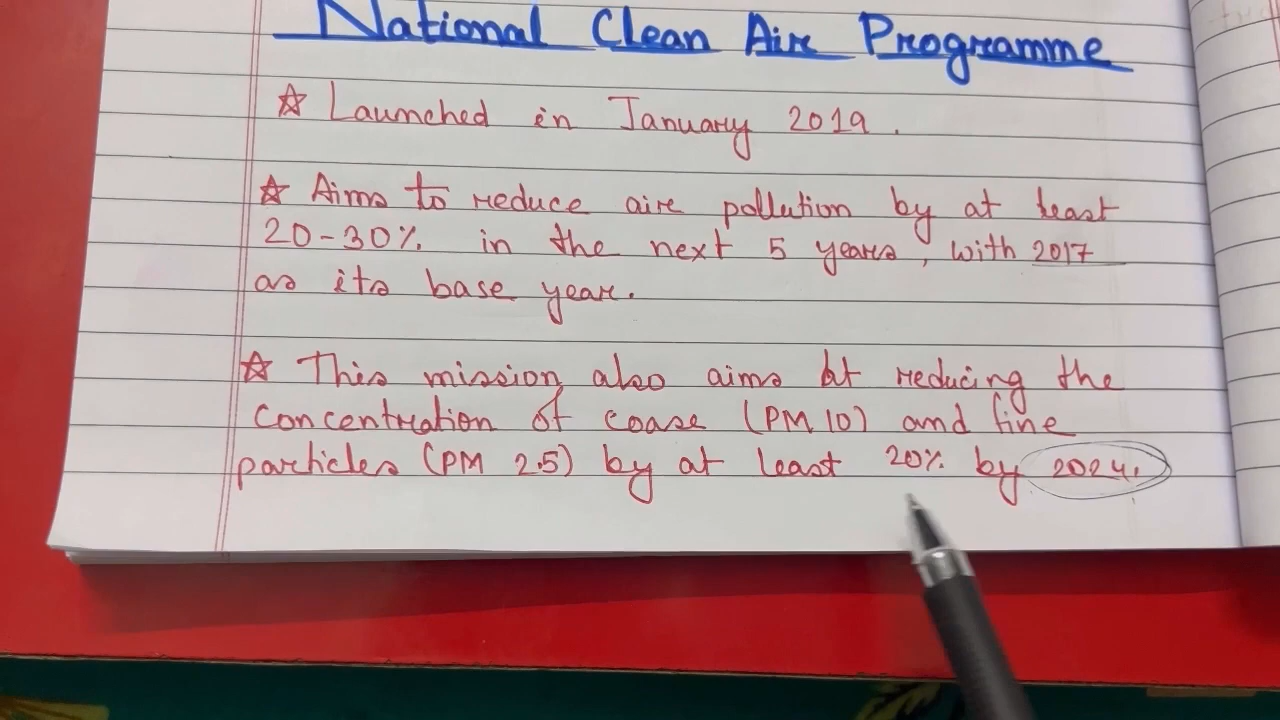 National Clean Air Programme
☆ Launched in January 2019.
☆ Aims to reduce air pollution by at least
20-30% in the next 5 years, with 2017
as its base year.
☆ This mission also aims at reducing the
concentration of coase (PM 10) and fine
particles (PM 2.5) by at least 20% by 2024.